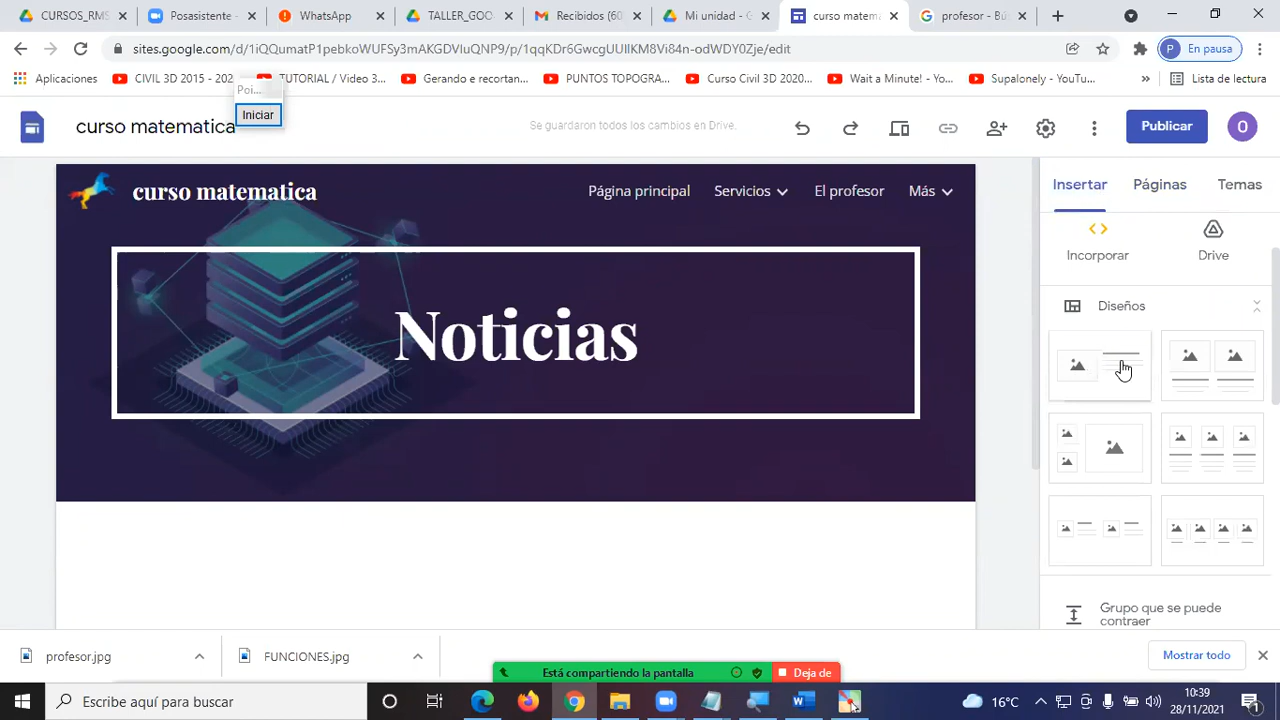 CURSOS_RMS
Posasistente -
WhatsApp
TALLER_GOO
Recibidos (60
Mi unidad - G
curso matema
profesor - Bús
sites.google.com/d/1iQQumatP1pebkoWUFSy3mAKGDVluQNP9/p/1qqKDr6GwcgUUlIKM8Vi84n-odWDY0Zje/edit
En pausa
Aplicaciones
CIVIL 3D 2015 - 202
TUTORIAL / Video 3...
Gerando e recortan...
PUNTOS TOPOGRA...
Curso Civil 3D 2020...
Wait a Minute! - Yo...
Supalonely - YouTu...
Lista de lectura
Poi...
Iniciar
curso matematica
Se guardaron todos los cambios en Drive.
Publicar
O
curso matematica
Página principal
Servicios
El profesor
Más
Insertar
Páginas
Temas
Incorporar
Drive
Diseños
Noticias
Grupo que se puede
contraer
profesor.jpg
FUNCIONES.jpg
Mostrar todo
Está compartiendo la pantalla
Deja de
Escribe aquí para buscar
16°C
10:39
28/11/2021